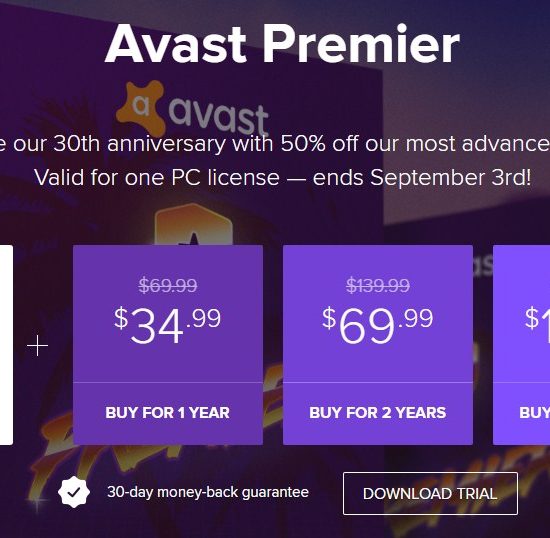 Avast Premier
avast
our 30th anniversary with 50% off our most advance
Valid for one PC license — ends September 3rd!
$69.99
$34.99
BUY FOR 1 YEAR
$139.99
$69.99
BUY FOR 2 YEARS
$1
BUY
30-day money-back guarantee
DOWNLOAD TRIAL